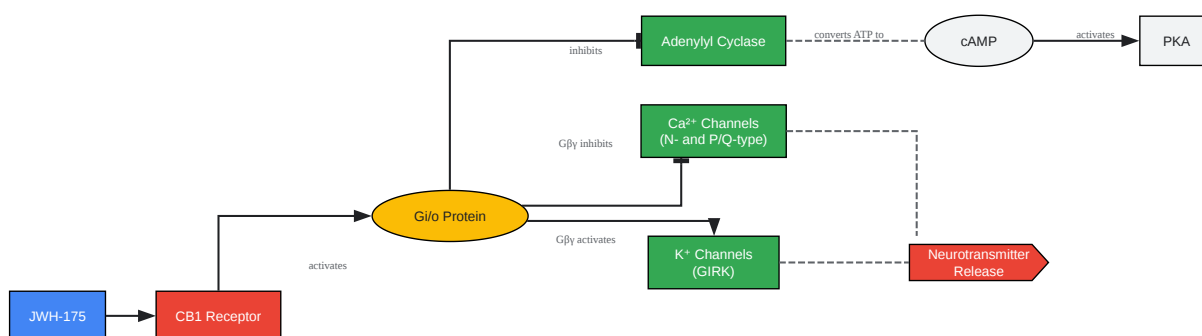 Adenylyl Cyclase
converts ATP to
cAMP
activates
PKA
inhibits
Ca²⁺ Channels
(N- and P/Q-type)
Gβγ inhibits
Gi/o Protein
Gβγ activates
K⁺ Channels
(GIRK)
Neurotransmitter
Release
activates
JWH-175
CB1 Receptor